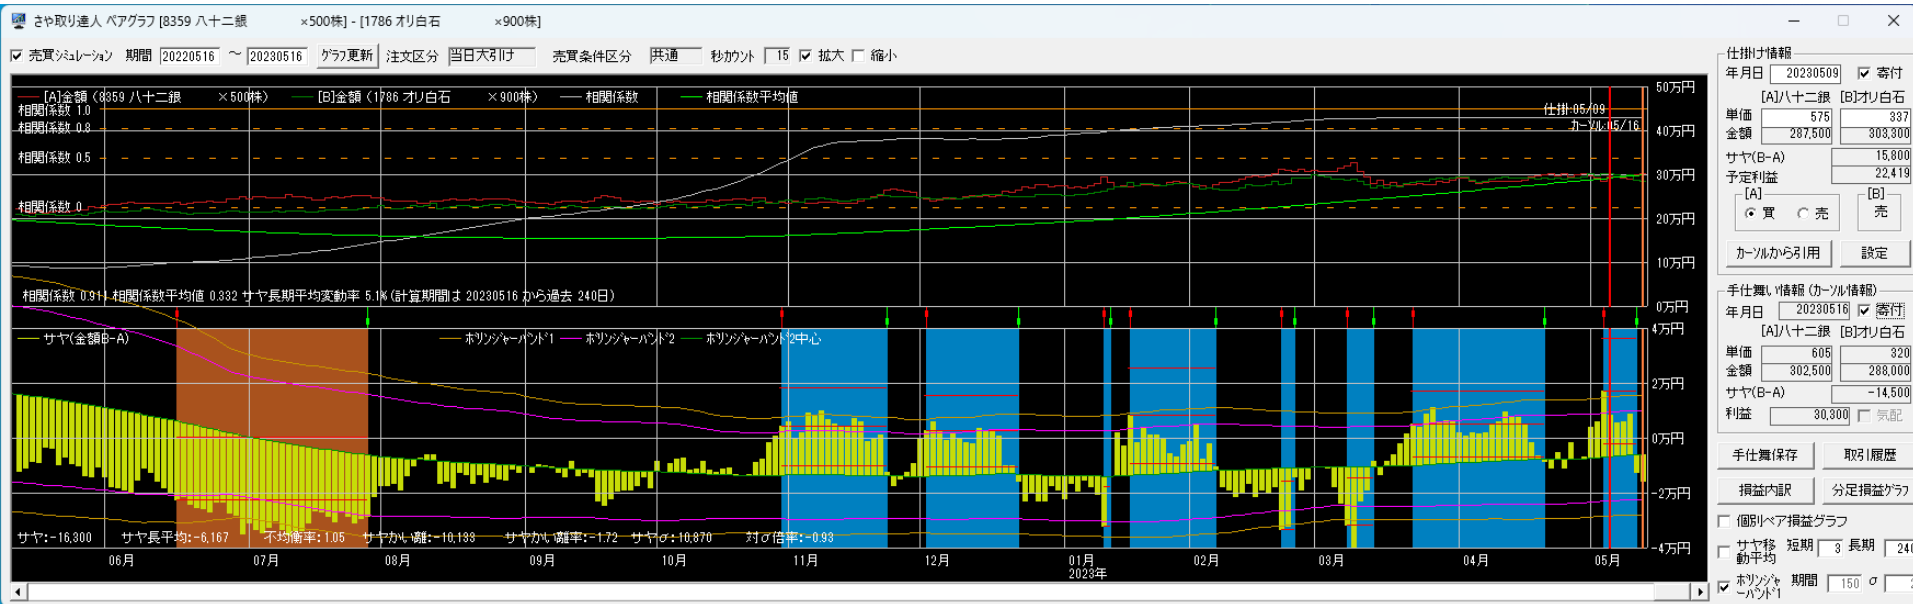 さや取り達人 ペアグラフ [8359 八十二銀 ×500株] - [1786 オリ白石 ×900株]
売買シミュレーション 期間 20220516 ～ 20230516 グラフ更新 注文区分 当日大引け 売買条件区分 共通 秒カウント 15 拡大 縮小
[A]金額（8359 八十二銀 ×500株） [B]金額（1786 オリ白石 ×900株） 相関係数 相関係数平均値
相関係数 1.0
相関係数 0.8
相関係数 0.5
相関係数 0
仕掛:05/09
カーソル:05/16
50万円
40万円
30万円
20万円
10万円
0万円
相関係数 0.911 相関係数平均値 0.332 サヤ長期平均変動率 5.1% (計算期間は 20230516 から過去 240日)
サヤ(金額B-A) ボリンジャーバンド1 ボリンジャーバンド2 ボリンジャーバンド2中心
4万円
2万円
0万円
-2万円
-4万円
サヤ:-16,300 サヤ長平均:-6,167 不均衡率:1.05 サヤかい離:-10,133 サヤかい離率:-1.72 サヤσ:10,870 対σ倍率:-0.93
06月 07月 08月 09月 10月 11月 12月 01月 02月 03月 04月 05月
2023年
仕掛け情報
年月日 20230509 寄付
[A]八十二銀 [B]オリ白石
単価 575 337
金額 287,500 303,300
サヤ(B-A) 15,800
予定利益 22,419
[A] [B]
買 売 売
カーソルから引用 設定
手仕舞い情報 (カーソル情報)
年月日 20230516 寄付
[A]八十二銀 [B]オリ白石
単価 605 320
金額 302,500 288,000
サヤ(B-A) -14,500
利益 30,300 気配
手仕舞保存 取引履歴
損益内訳 分足損益グラフ
個別ペア損益グラフ
サヤ移動平均 短期 3 長期 240
ボリンジャーバンド1 期間 150 σ 2